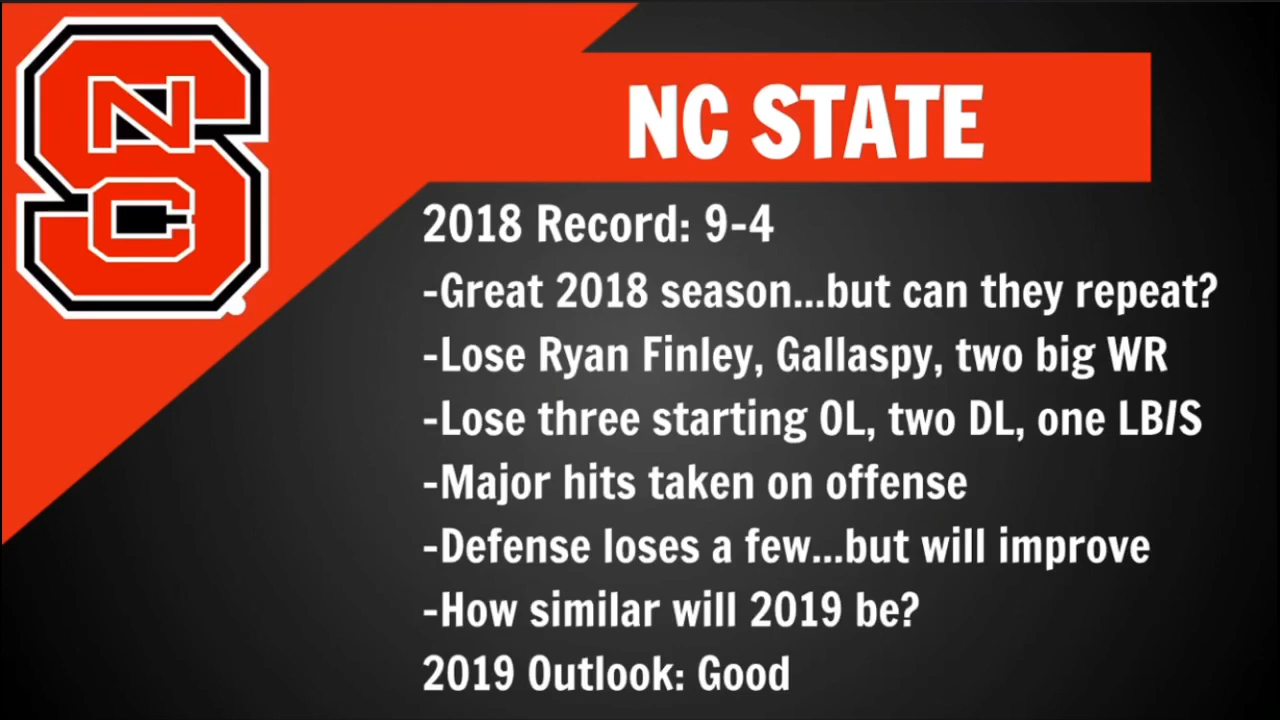 NC STATE
N
C
S
2018 Record: 9-4
-Great 2018 season...but can they repeat?
-Lose Ryan Finley, Gallaspy, two big WR
-Lose three starting OL, two DL, one LB/S
-Major hits taken on offense
-Defense loses a few...but will improve
-How similar will 2019 be?
2019 Outlook: Good